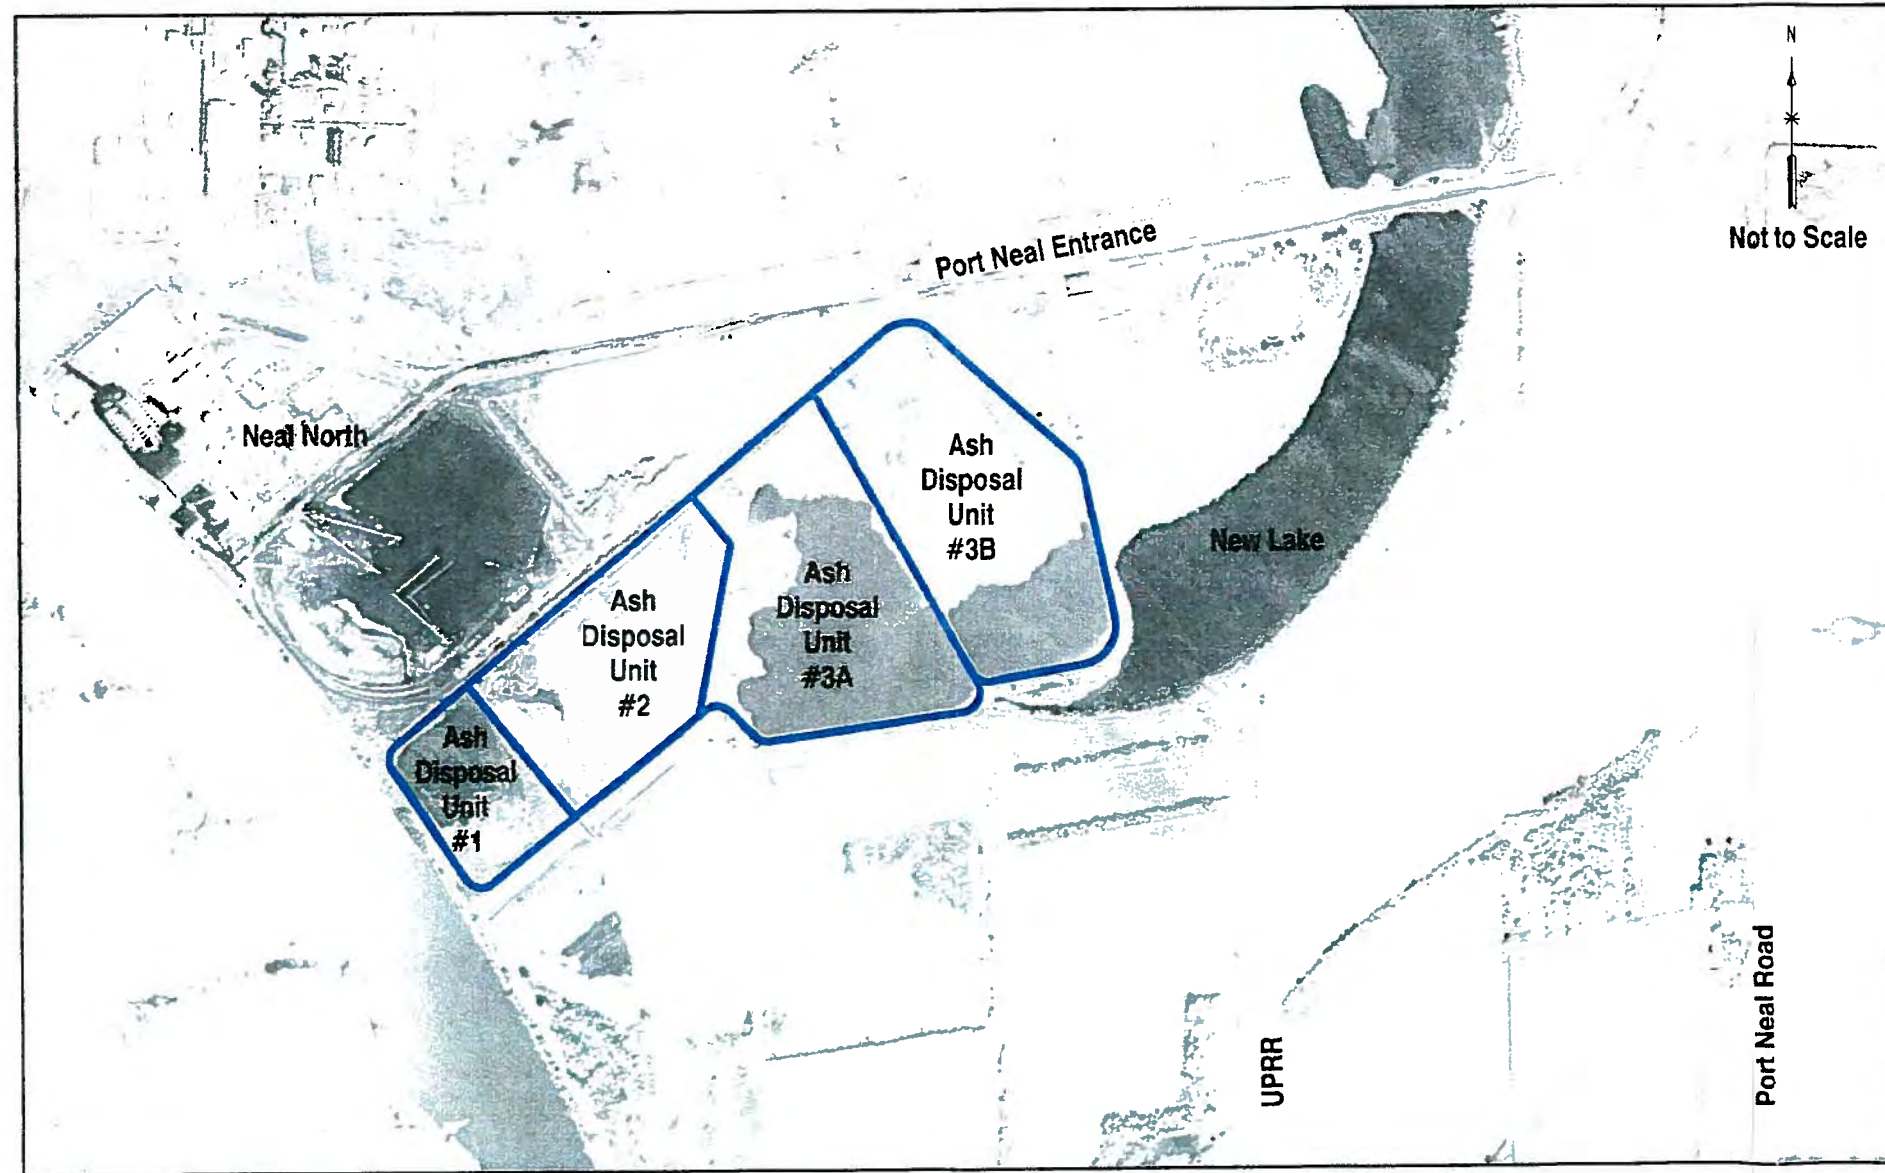 N
Not to Scale
Port Neal Entrance
Neal North
Ash
Disposal
Unit
#3B
New Lake
Ash
Disposal
Unit
#3A
Ash
Disposal
Unit
#2
Ash
Disposal
Unit
#1
UPRR
Port Neal Road